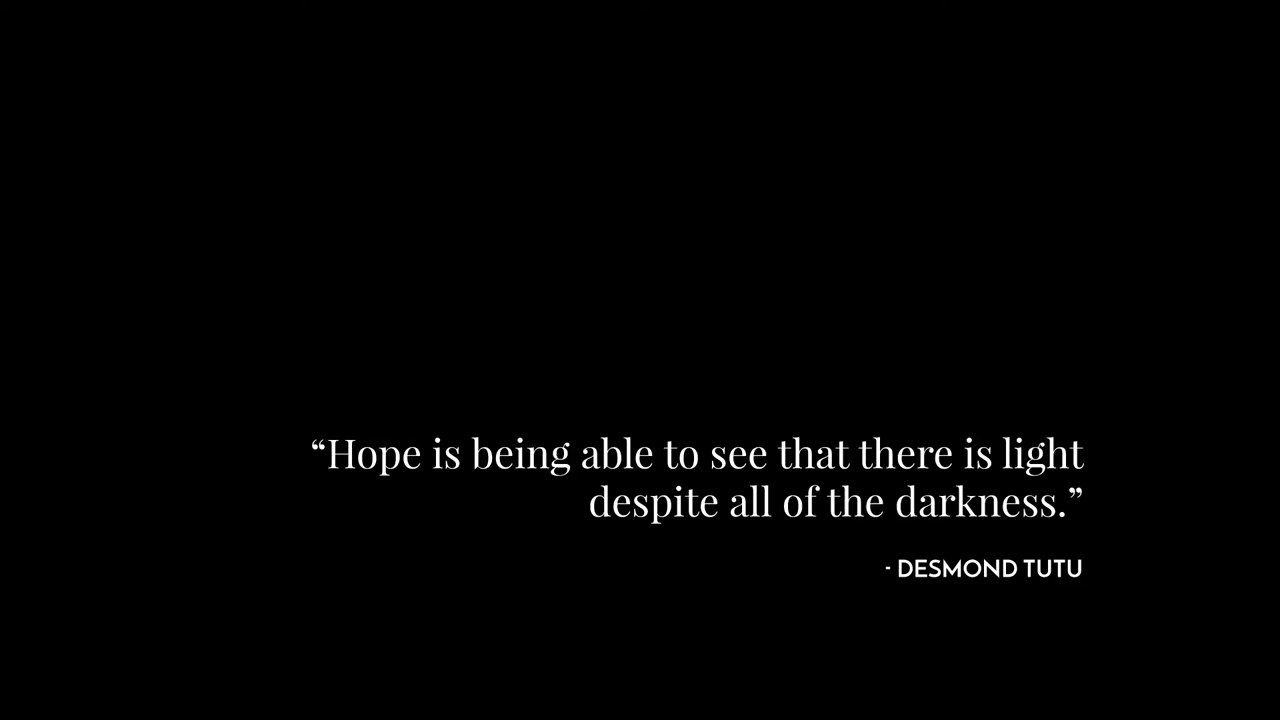 “Hope is being able to see that there is light
despite all of the darkness.”
- DESMOND TUTU